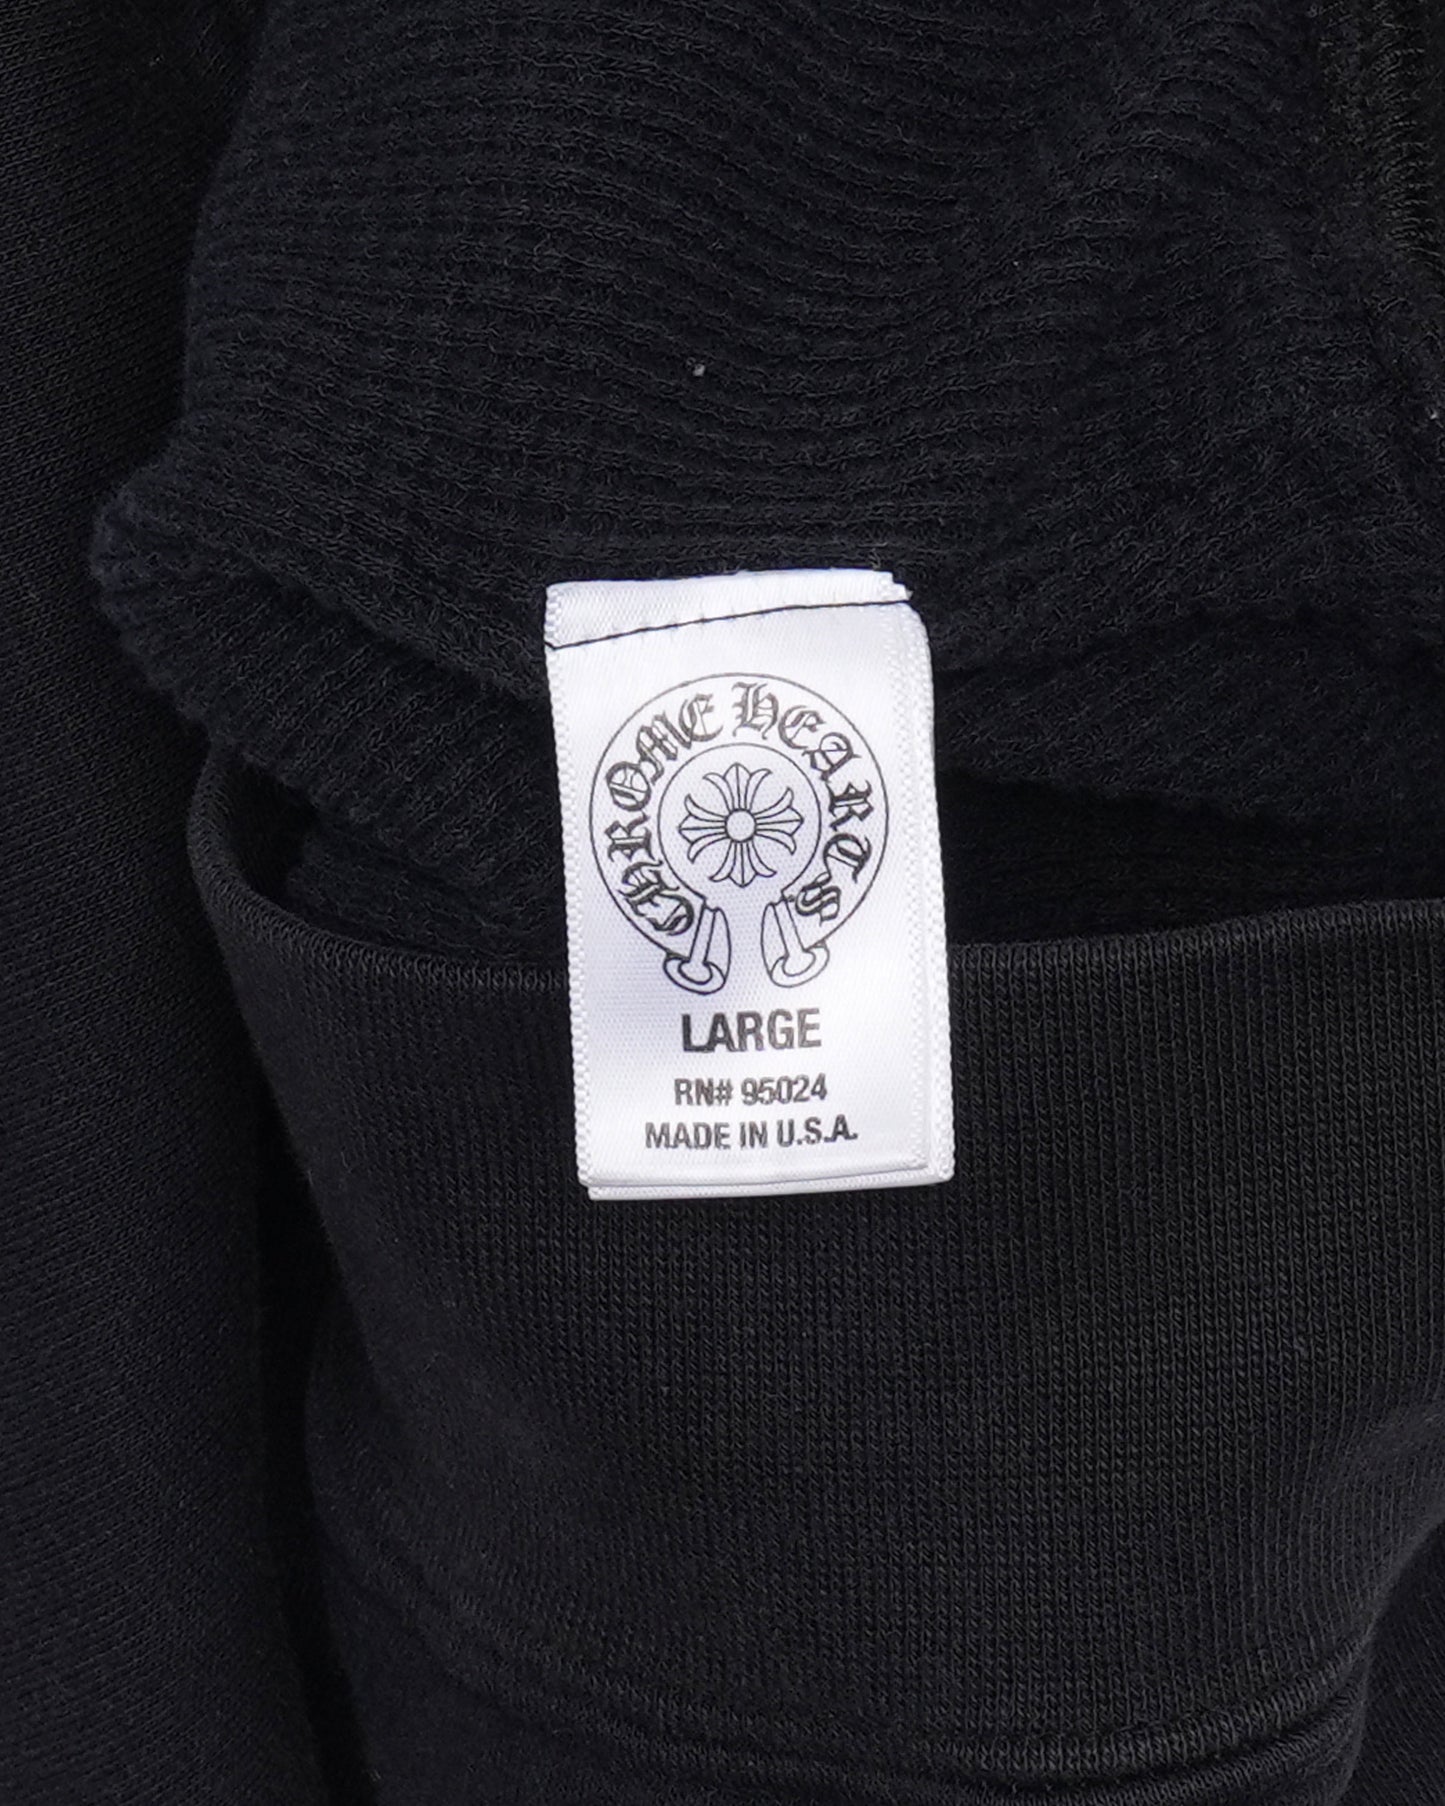 CHROME HEARTS
LARGE
RN# 95024
MADE IN U.S.A.